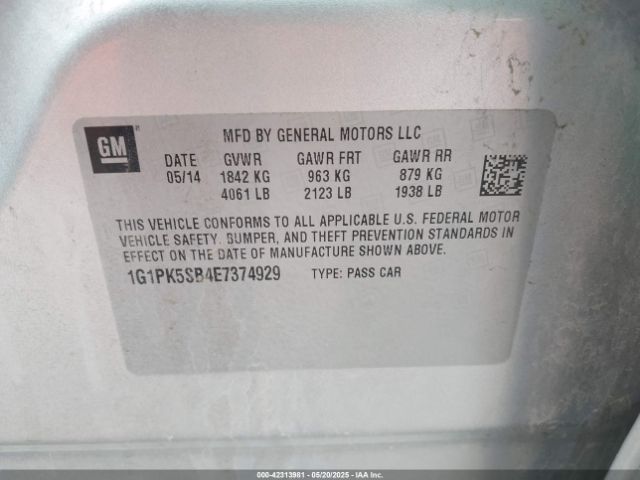 GM
MFD BY GENERAL MOTORS LLC
DATE GVWR GAWR FRT GAWR RR
05/14 1842 KG 963 KG 879 KG
4061 LB 2123 LB 1938 LB
THIS VEHICLE CONFORMS TO ALL APPLICABLE U.S. FEDERAL MOTOR
VEHICLE SAFETY, BUMPER, AND THEFT PREVENTION STANDARDS IN
EFFECT ON THE DATE OF MANUFACTURE SHOWN ABOVE.
1G1PK5SB4E7374929 TYPE: PASS CAR
000-42313981 — 05/20/2025 — IAA, Inc.